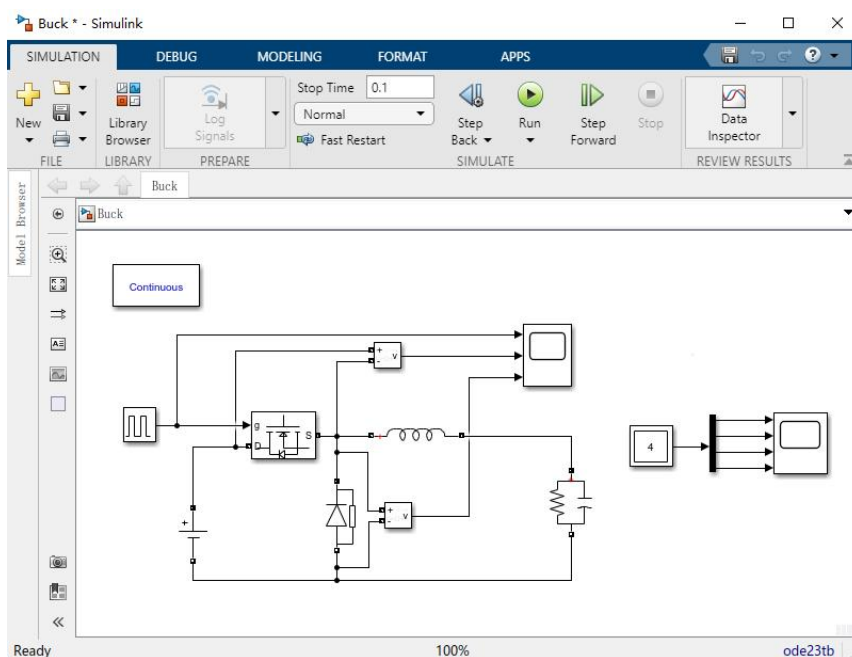 Buck * - Simulink
SIMULATION DEBUG MODELING FORMAT APPS
?
New
FILE
Library
Browser
LIBRARY
Log
Signals
PREPARE
Stop Time 0.1
Normal
Fast Restart
Step
Back
Run
Step
Forward
Stop
SIMULATE
Data
Inspector
REVIEW RESULTS
Model Browser
Buck
Buck
Continuous
+
-
v
g
D
S
+
+
-
v
+
+
4
Ready 100% ode23tb